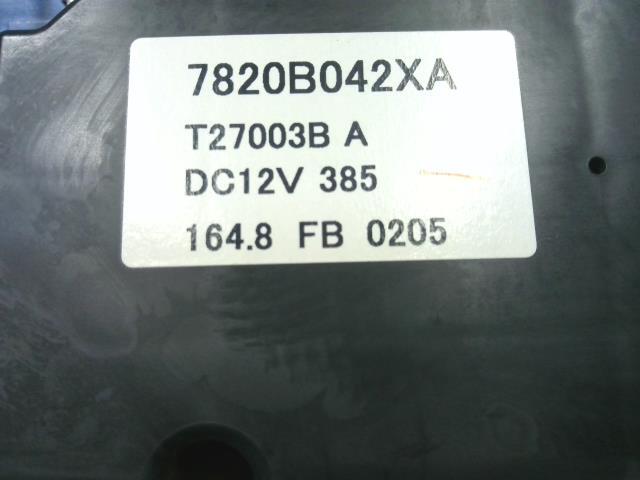 7820B042XA
T27003B A
DC12V 385
164.8 FB 0205